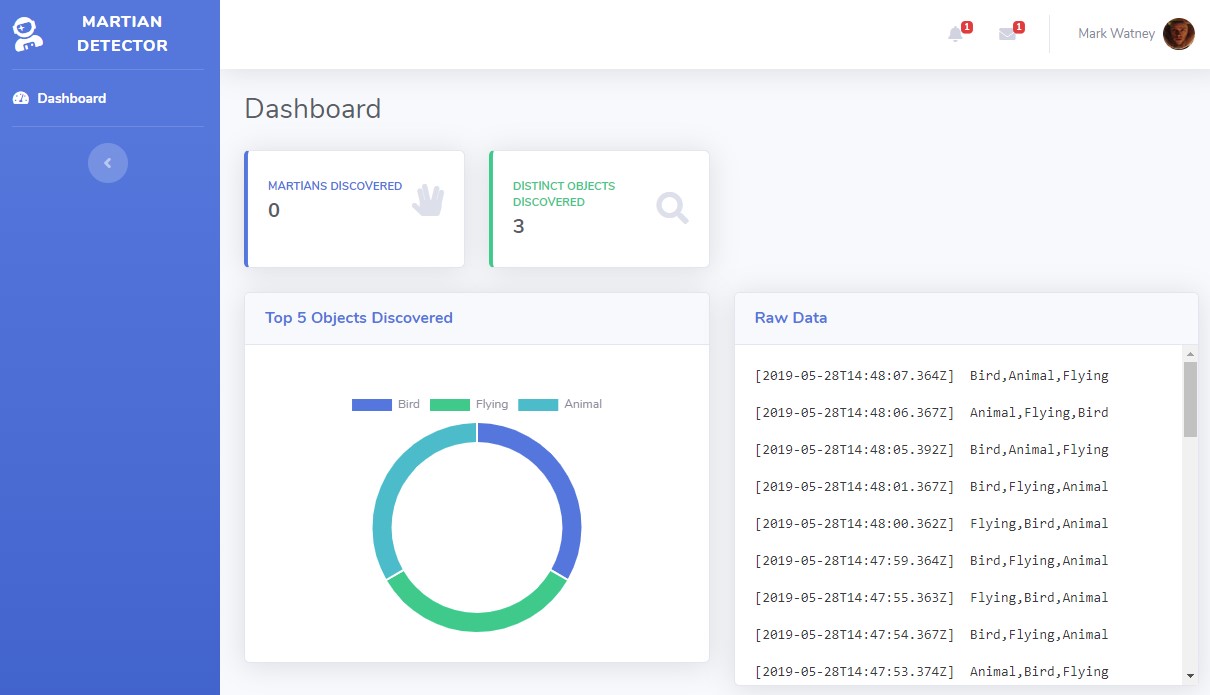 MARTIAN
DETECTOR
Dashboard
1
1
Mark Watney
Dashboard
MARTIANS DISCOVERED
0
DISTINCT OBJECTS
DISCOVERED
3
Top 5 Objects Discovered
Bird Flying Animal
Raw Data
[2019-05-28T14:48:07.364Z] Bird,Animal,Flying
[2019-05-28T14:48:06.367Z] Animal,Flying,Bird
[2019-05-28T14:48:05.392Z] Bird,Animal,Flying
[2019-05-28T14:48:01.367Z] Bird,Flying,Animal
[2019-05-28T14:48:00.362Z] Flying,Bird,Animal
[2019-05-28T14:47:59.364Z] Bird,Flying,Animal
[2019-05-28T14:47:55.363Z] Flying,Bird,Animal
[2019-05-28T14:47:54.367Z] Bird,Flying,Animal
[2019-05-28T14:47:53.374Z] Animal,Bird,Flying